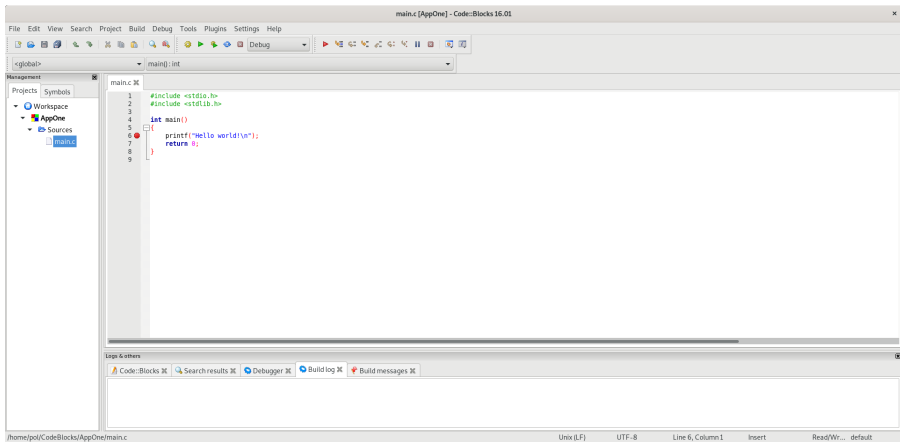 main.c [AppOne] - Code::Blocks 16.01
File Edit View Search Project Build Debug Tools Plugins Settings Help
Debug
<global> main() : int
Management
Projects Symbols
Workspace
AppOne
Sources
main.c
main.c
1 #include <stdio.h>
2 #include <stdlib.h>
3
4 int main()
5 {
6 printf("Hello world!\n");
7 return 0;
8 }
9
Logs & others
Code::Blocks Search results Debugger Build log Build messages
/home/pol/CodeBlocks/AppOne/main.c Unix (LF) UTF-8 Line 6, Column 1 Insert Read/Wr... default